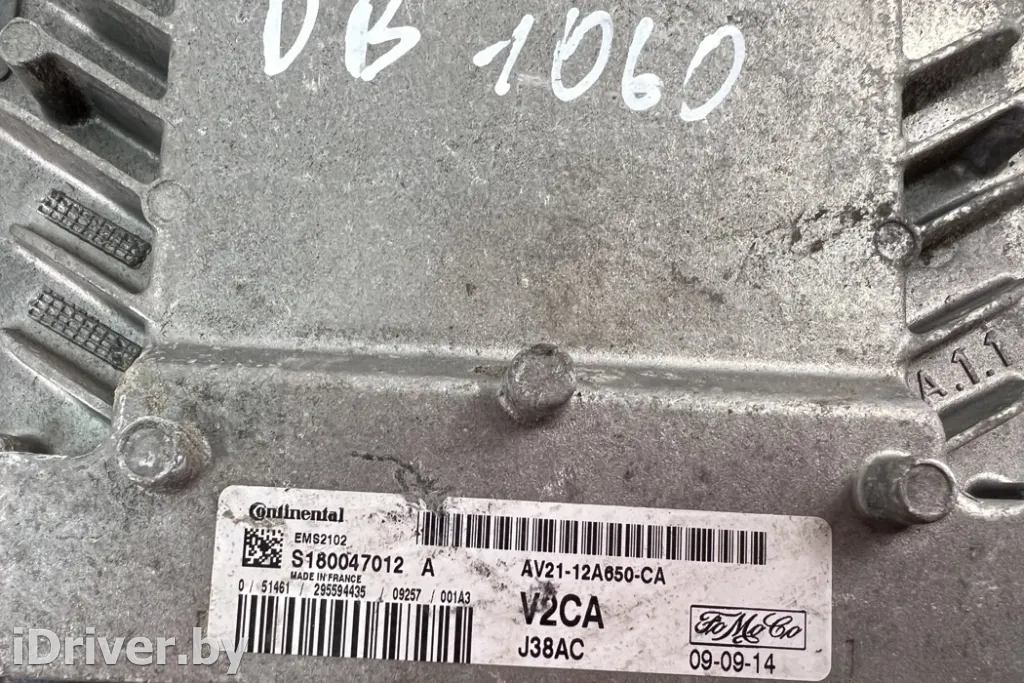 DB 1060
A.1.1
Continental
EMS2102
S180047012 A
MADE IN FRANCE
0 / 51461 / 295594435 / 09257 / 001A3
AV21-12A650-CA
V2CA
J38AC
FoMoCo
09-09-14
iDriver.by